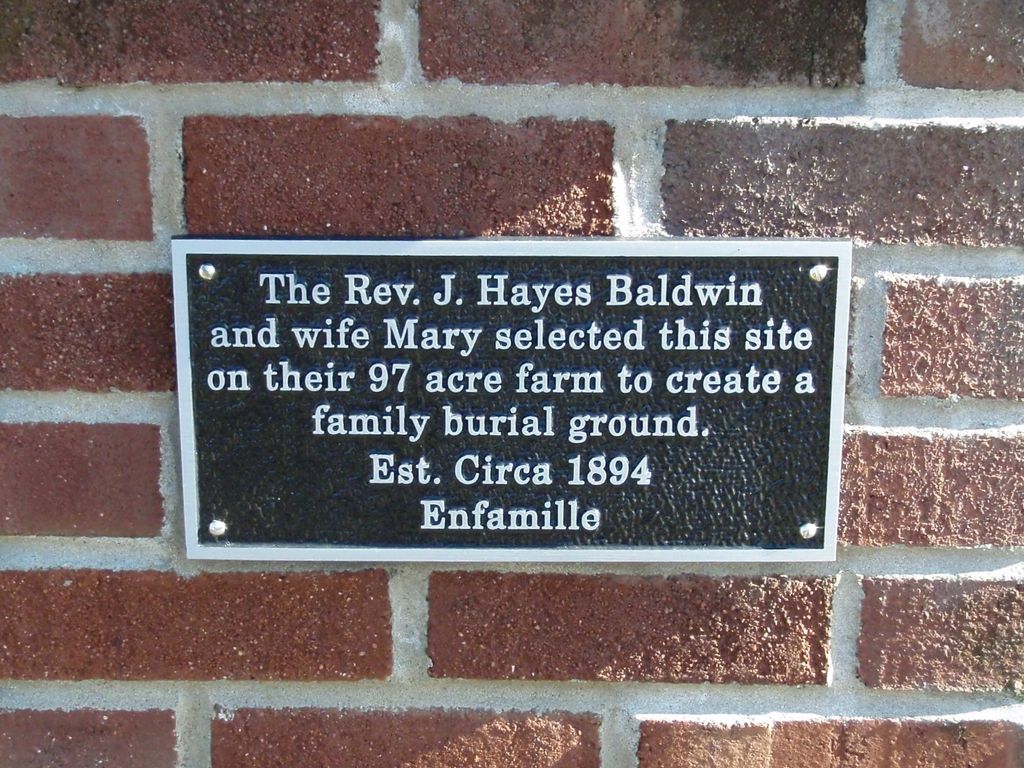 The Rev. J. Hayes Baldwin
and wife Mary selected this site
on their 97 acre farm to create a
family burial ground.
Est. Circa 1894
Enfamille